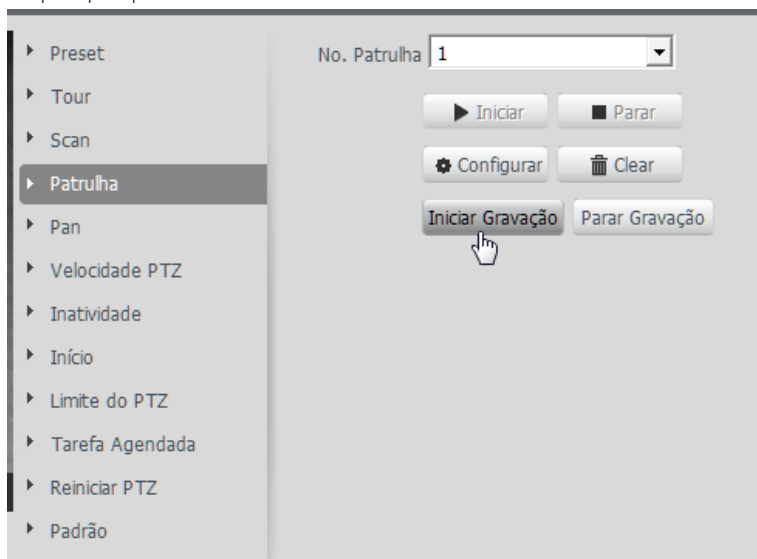 Preset
Tour
Scan
Patrulha
Pan
Velocidade PTZ
Inatividade
Início
Limite do PTZ
Tarefa Agendada
Reiniciar PTZ
Padrão
No. Patrulha 1
Iniciar Parar
Configurar Clear
Iniciar Gravação Parar Gravação